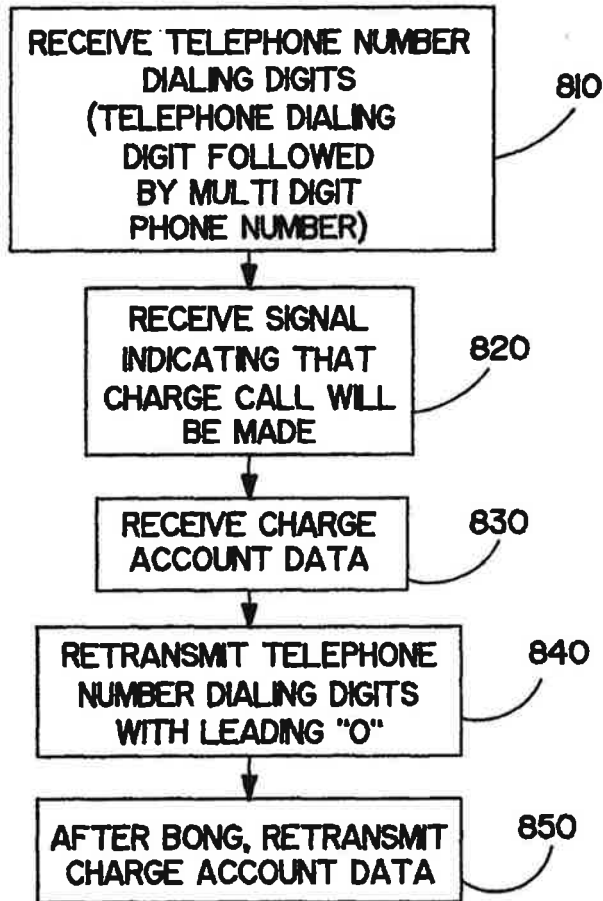 RECEIVE TELEPHONE NUMBER
DIALING DIGITS
(TELEPHONE DIALING
DIGIT FOLLOWED
BY MULTI DIGIT
PHONE NUMBER)
810
RECEIVE SIGNAL
INDICATING THAT
CHARGE CALL WILL
BE MADE
820
RECEIVE CHARGE
ACCOUNT DATA
830
RETRANSMIT TELEPHONE
NUMBER DIALING DIGITS
WITH LEADING "0"
840
AFTER BONG, RETRANSMIT
CHARGE ACCOUNT DATA
850